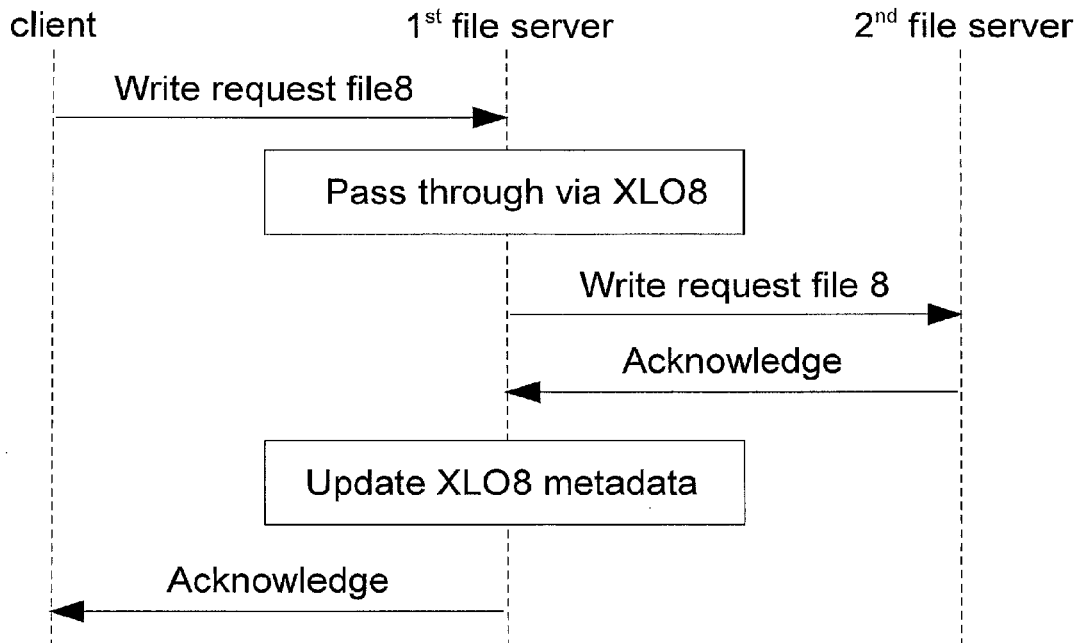 client
1st file server
2nd file server
Write request file8
Pass through via XLO8
Write request file 8
Acknowledge
Update XLO8 metadata
Acknowledge